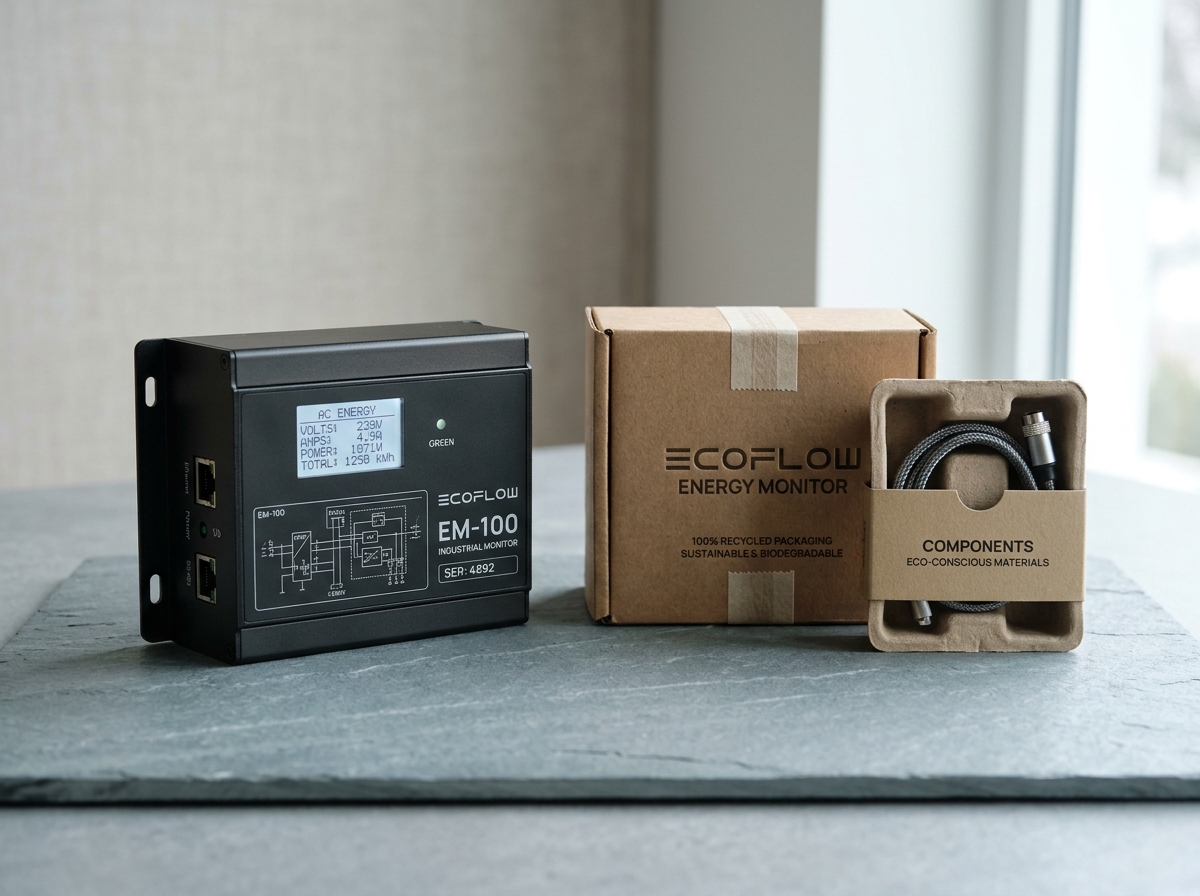 AC ENERGY
VOLTS: 239V
AMPS: 4.9A
POWER: 1071W
TOTAL: 1258 kWh
GREEN
EM-100
ECOFLOW
EM-100
INDUSTRIAL MONITOR
SER: 4892
ECOFLOW
ENERGY MONITOR
100% RECYCLED PACKAGING
SUSTAINABLE & BIODEGRADABLE
COMPONENTS
ECO-CONSCIOUS MATERIALS